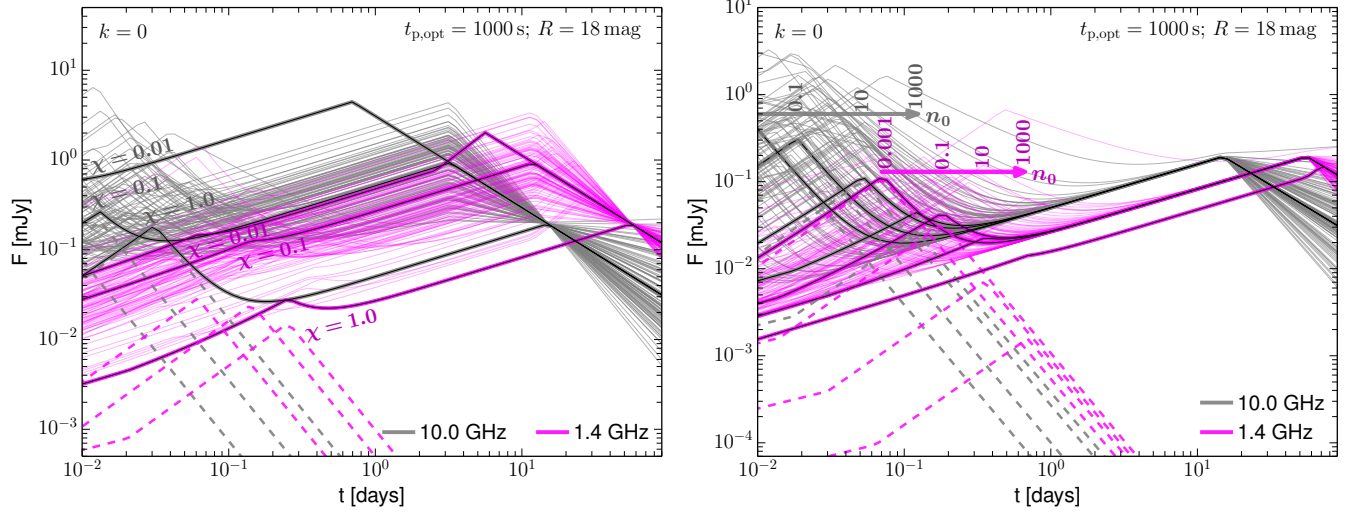 k = 0
t_p,opt = 1000 s; R = 18 mag
10^1
10^0
10^-1
10^-2
10^-3
F [mJy]
χ = 0.01
χ = 0.1
χ = 1.0
χ = 0.01
χ = 0.1
χ = 1.0
10.0 GHz
1.4 GHz
10^-2
10^-1
10^0
10^1
t [days]
k = 0
t_p,opt = 1000 s; R = 18 mag
10^1
10^0
10^-1
10^-2
10^-3
10^-4
F [mJy]
0.1
10
1000
n_0
0.001
0.1
10
1000
n_0
10.0 GHz
1.4 GHz
10^-2
10^-1
10^0
10^1
t [days]